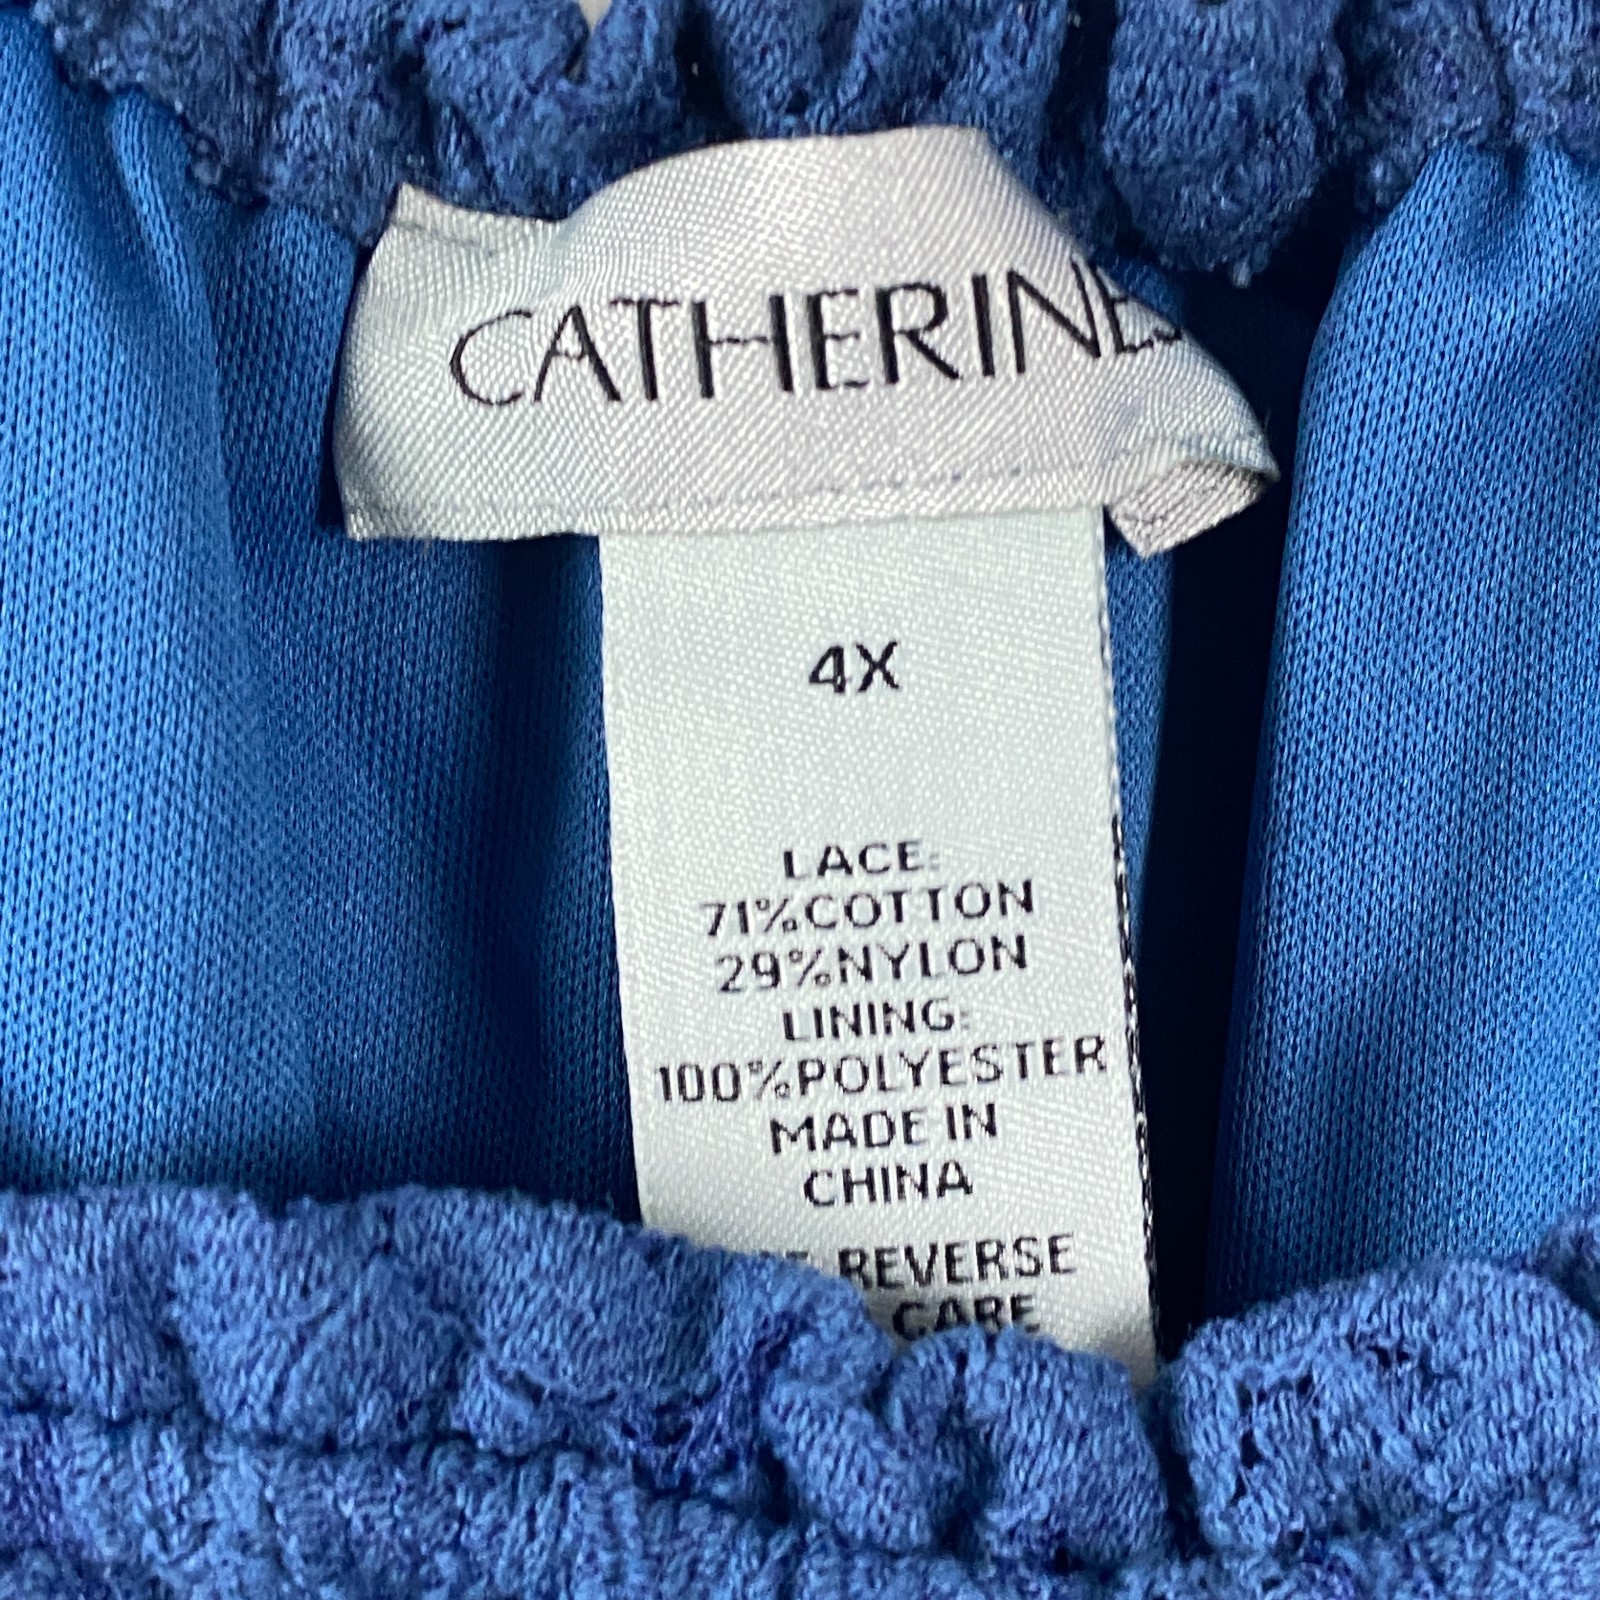 CATHERINES
4X
LACE:
71%COTTON
29%NYLON
LINING:
100%POLYESTER
MADE IN
CHINA
REVERSE
CARE